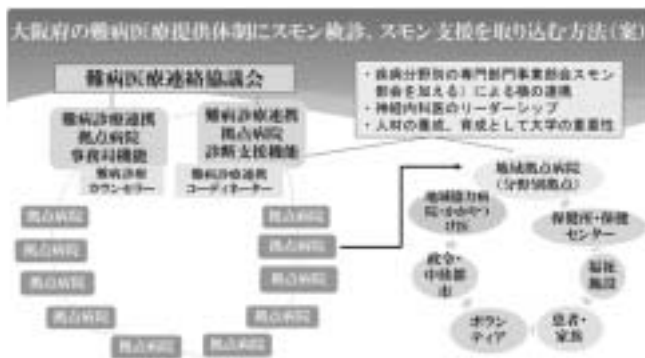 大阪府の難病医療提供体制にスモン検診、スモン支援を取り込む方法(案)
難病医療連絡協議会
・疾病分野別の専門部門事業部会スモン
部会を加える)による横の連携
・神経内科医のリーダーシップ
・人材の養成、育成として大学の重要性
難病診療連携
拠点病院
事務局機能
難病診療連携
拠点病院
診断支援機能
難病診療
カウンセラー
難病診療連携
コーディネーター
拠点病院
拠点病院
拠点病院
拠点病院
拠点病院
拠点病院
拠点病院
拠点病院
拠点病院
拠点病院
地域拠点病院
(分野別拠点)
地域協力病
院・かかりつ
け医
保健所・保健
センター
政令・
中核都
市
福祉
施設
ボラン
ティア
患者・
家族